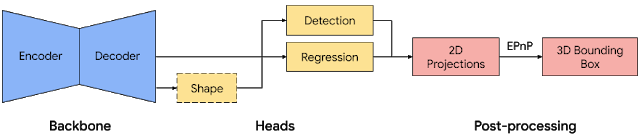 Encoder
Decoder
Shape
Detection
Regression
2D
Projections
EPnP
3D Bounding
Box
Backbone
Heads
Post-processing